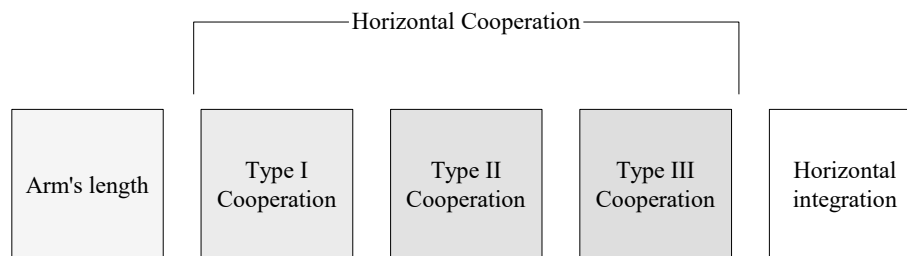 Horizontal Cooperation
Arm's length
Type I
Cooperation
Type II
Cooperation
Type III
Cooperation
Horizontal
integration